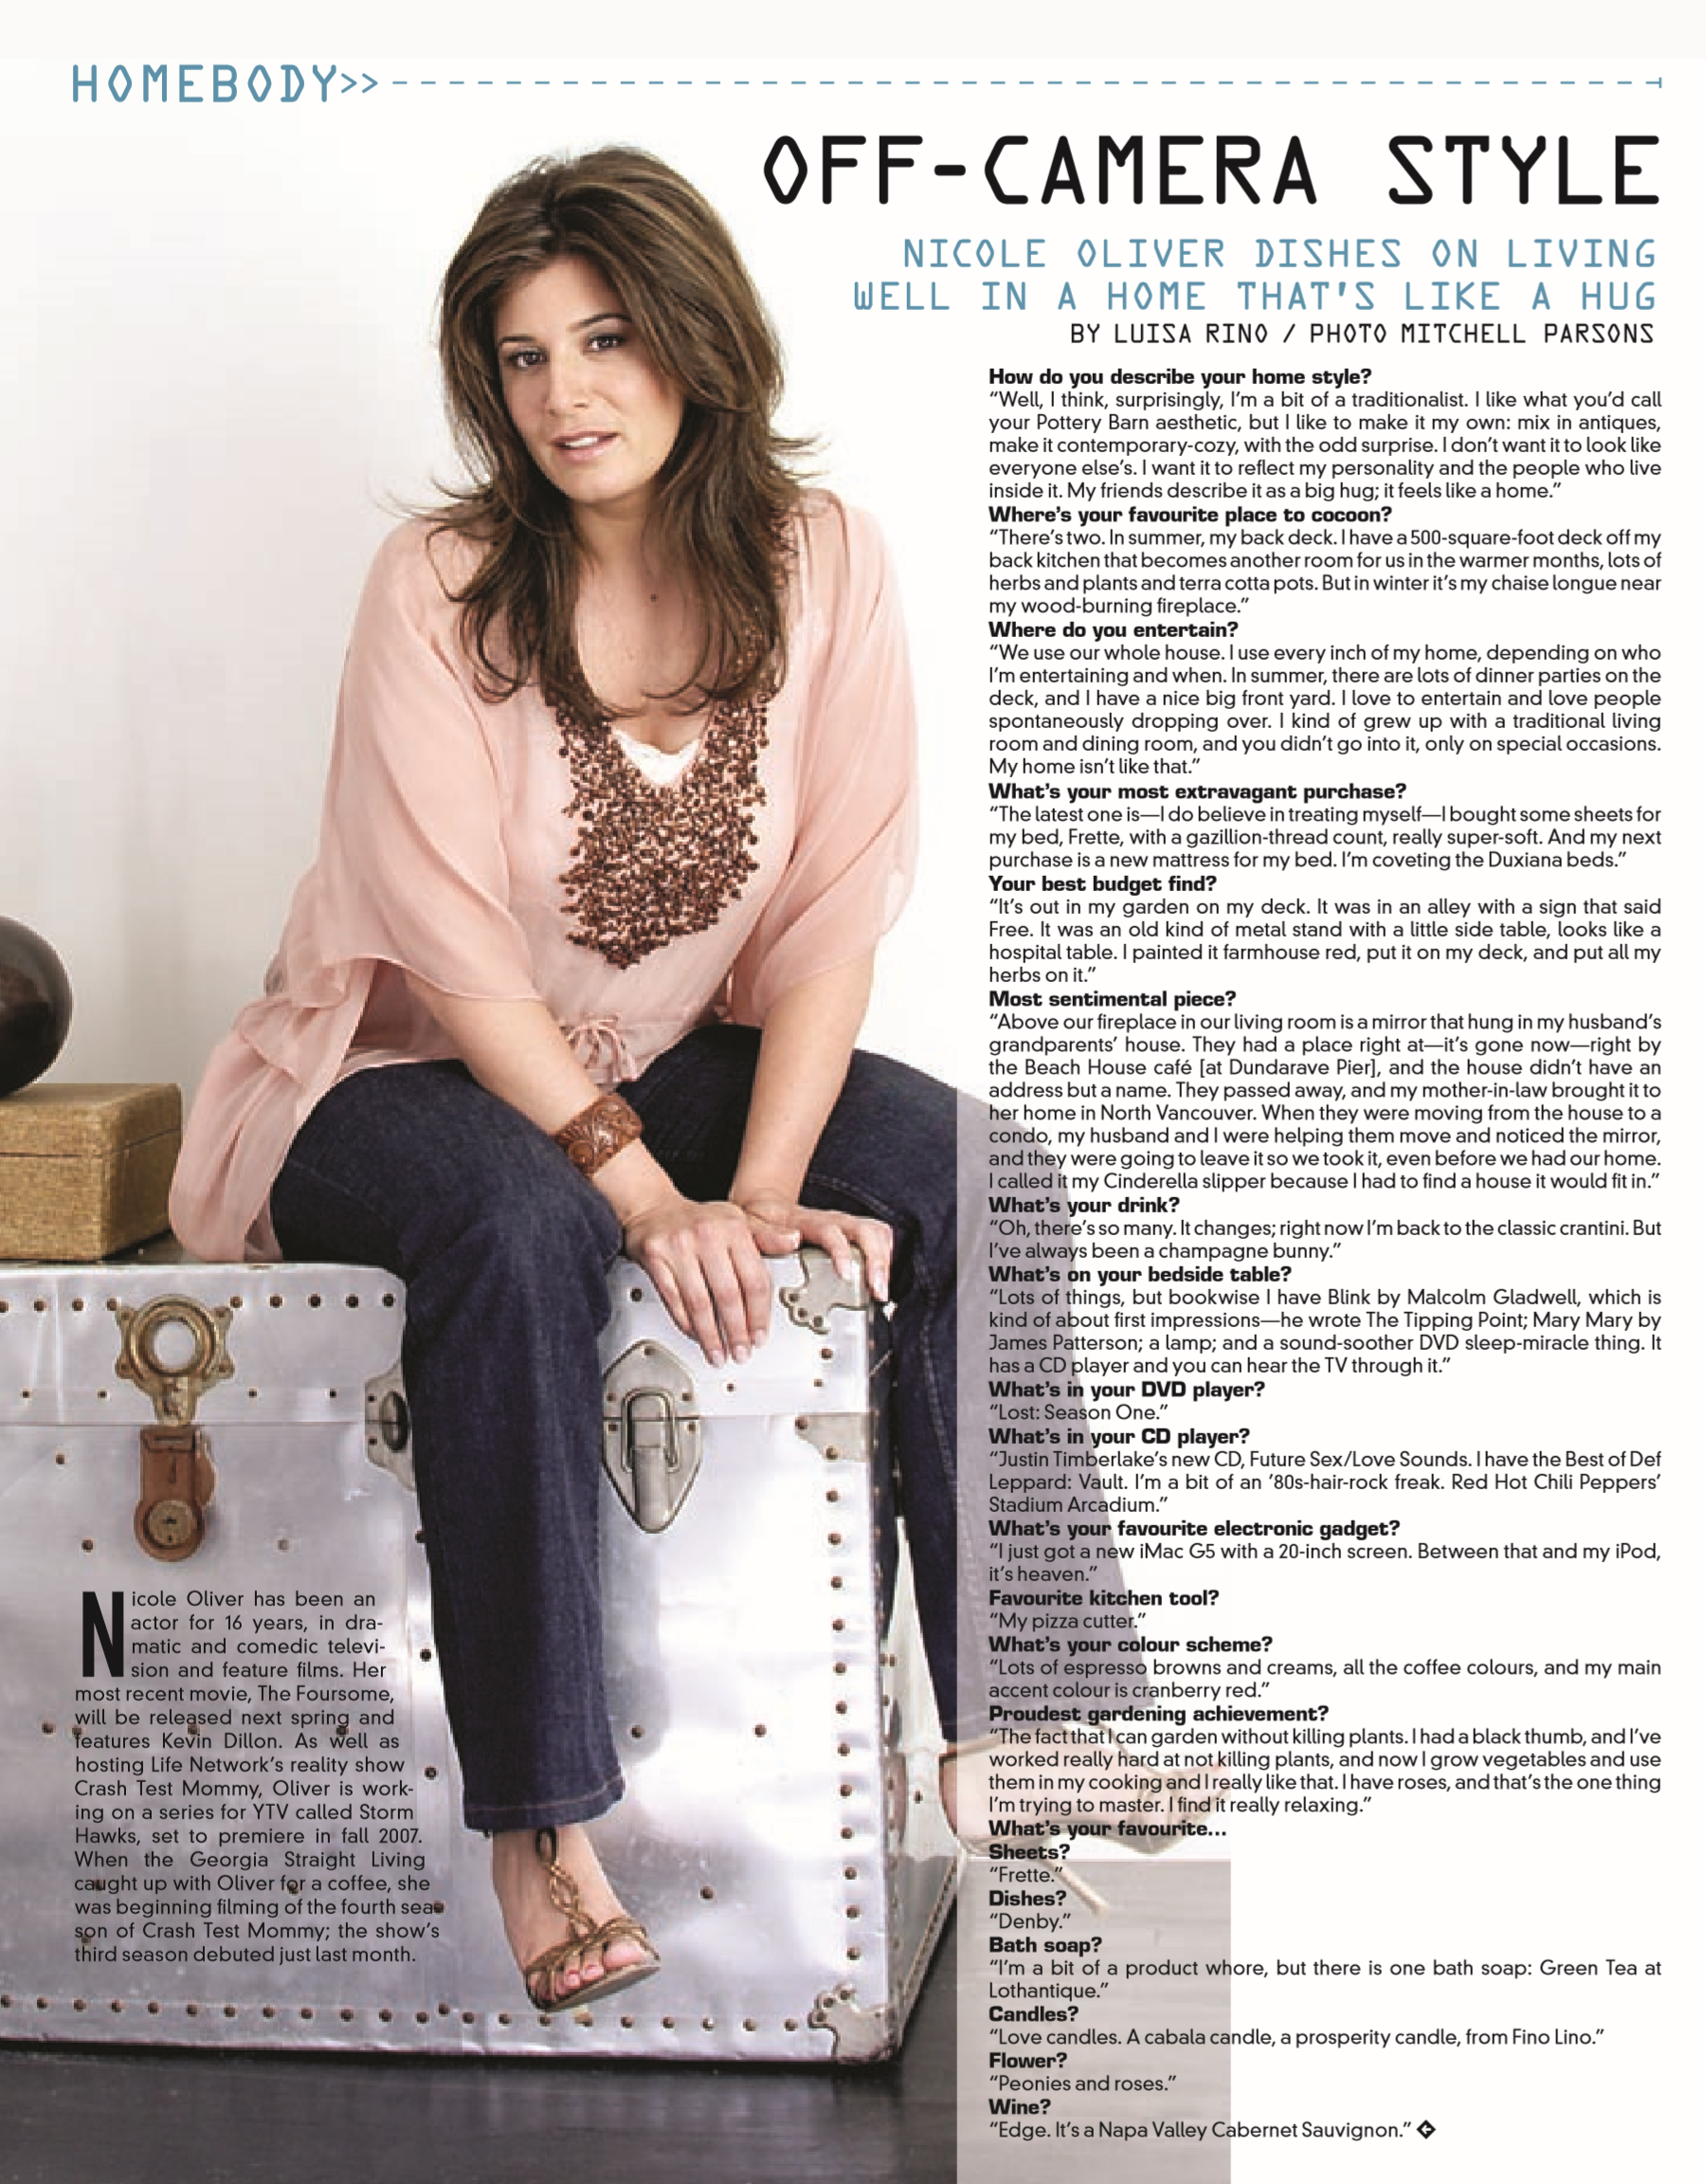 HOMEBODY>>
OFF-CAMERA STYLE
NICOLE OLIVER DISHES ON LIVING
WELL IN A HOME THAT'S LIKE A HUG
BY LUISA RINO / PHOTO MITCHELL PARSONS
How do you describe your home style?
“Well, I think, surprisingly, I’m a bit of a traditionalist. I like what you’d call
your Pottery Barn aesthetic, but I like to make it my own: mix in antiques,
make it contemporary-cozy, with the odd surprise. I don’t want it to look like
everyone else’s. I want it to reflect my personality and the people who live
inside it. My friends describe it as a big hug; it feels like a home.”
Where’s your favourite place to cocoon?
“There’s two. In summer, my back deck. I have a 500-square-foot deck off my
back kitchen that becomes another room for us in the warmer months, lots of
herbs and plants and terra cotta pots. But in winter it’s my chaise longue near
my wood-burning fireplace.”
Where do you entertain?
“We use our whole house. I use every inch of my home, depending on who
I’m entertaining and when. In summer, there are lots of dinner parties on the
deck, and I have a nice big front yard. I love to entertain and love people
spontaneously dropping over. I kind of grew up with a traditional living
room and dining room, and you didn’t go into it, only on special occasions.
My home isn’t like that.”
What’s your most extravagant purchase?
“The latest one is—I do believe in treating myself—I bought some sheets for
my bed, Frette, with a gazillion-thread count, really super-soft. And my next
purchase is a new mattress for my bed. I’m coveting the Duxiana beds.”
Your best budget find?
“It’s out in my garden on my deck. It was in an alley with a sign that said
Free. It was an old kind of metal stand with a little side table, looks like a
hospital table. I painted it farmhouse red, put it on my deck, and put all my
herbs on it.”
Most sentimental piece?
“Above our fireplace in our living room is a mirror that hung in my husband’s
grandparents’ house. They had a place right at—it’s gone now—right by
the Beach House café [at Dundarave Pier], and the house didn’t have an
address but a name. They passed away, and my mother-in-law brought it to
her home in North Vancouver. When they were moving from the house to a
condo, my husband and I were helping them move and noticed the mirror,
and they were going to leave it so we took it, even before we had our home.
I called it my Cinderella slipper because I had to find a house it would fit in.”
What’s your drink?
“Oh, there’s so many. It changes; right now I’m back to the classic crantini. But
I’ve always been a champagne bunny.”
What’s on your bedside table?
“Lots of things, but bookwise I have Blink by Malcolm Gladwell, which is
kind of about first impressions—he wrote The Tipping Point; Mary Mary by
James Patterson; a lamp; and a sound-soother DVD sleep-miracle thing. It
has a CD player and you can hear the TV through it.”
What’s in your DVD player?
“Lost: Season One.”
What’s in your CD player?
“Justin Timberlake’s new CD, Future Sex/Love Sounds. I have the Best of Def
Leppard: Vault. I’m a bit of an ’80s-hair-rock freak. Red Hot Chili Peppers’
Stadium Arcadium.”
What’s your favourite electronic gadget?
“I just got a new iMac G5 with a 20-inch screen. Between that and my iPod,
it’s heaven.”
Favourite kitchen tool?
“My pizza cutter.”
What’s your colour scheme?
“Lots of espresso browns and creams, all the coffee colours, and my main
accent colour is cranberry red.”
Proudest gardening achievement?
“The fact that I can garden without killing plants. I had a black thumb, and I’ve
worked really hard at not killing plants, and now I grow vegetables and use
them in my cooking and I really like that. I have roses, and that’s the one thing
I’m trying to master. I find it really relaxing.”
What’s your favourite...
Sheets?
“Frette.”
Dishes?
“Denby.”
Bath soap?
“I’m a bit of a product whore, but there is one bath soap: Green Tea at
Lothantique.”
Candles?
“Love candles. A cabala candle, a prosperity candle, from Fino Lino.”
Flower?
“Peonies and roses.”
Wine?
“Edge. It’s a Napa Valley Cabernet Sauvignon.”
Nicole Oliver has been an
actor for 16 years, in dra-
matic and comedic televi-
sion and feature films. Her
most recent movie, The Foursome,
will be released next spring and
features Kevin Dillon. As well as
hosting Life Network’s reality show
Crash Test Mommy, Oliver is work-
ing on a series for YTV called Storm
Hawks, set to premiere in fall 2007.
When the Georgia Straight Living
caught up with Oliver for a coffee, she
was beginning filming of the fourth sea-
son of Crash Test Mommy; the show’s
third season debuted just last month.